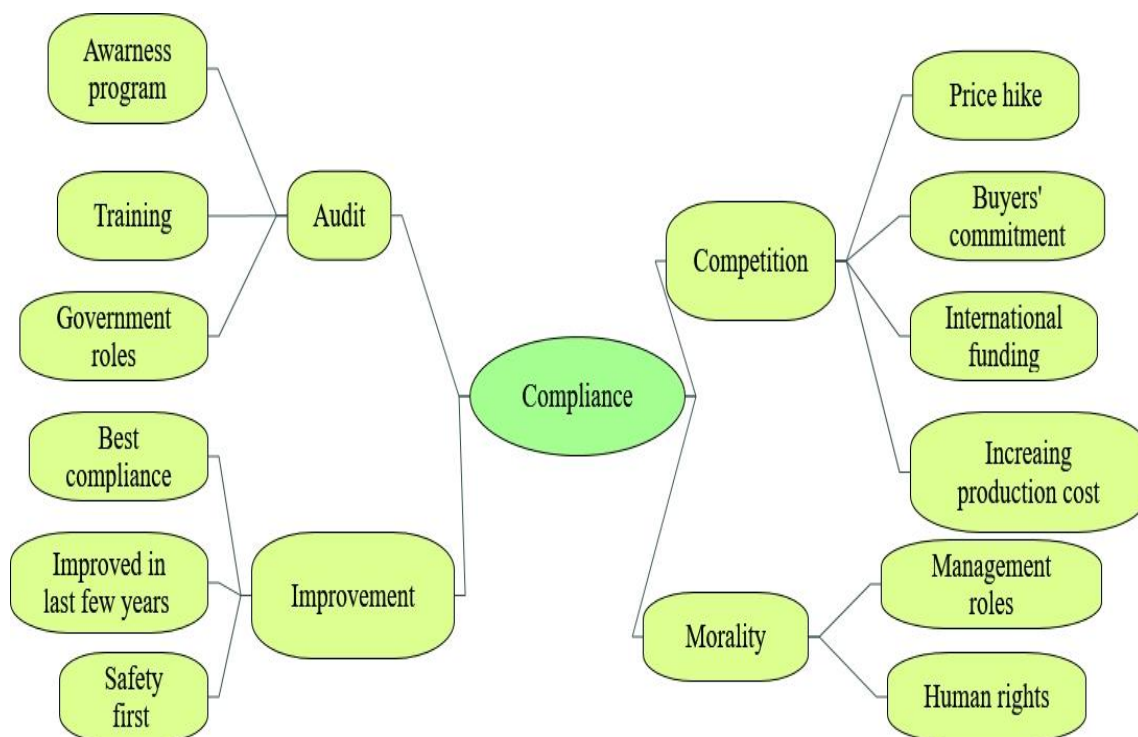 Awarness
program
Training
Government
roles
Audit
Best
compliance
Improved in
last few years
Safety
first
Improvement
Compliance
Competition
Price hike
Buyers'
commitment
International
funding
Increaing
production cost
Morality
Management
roles
Human rights